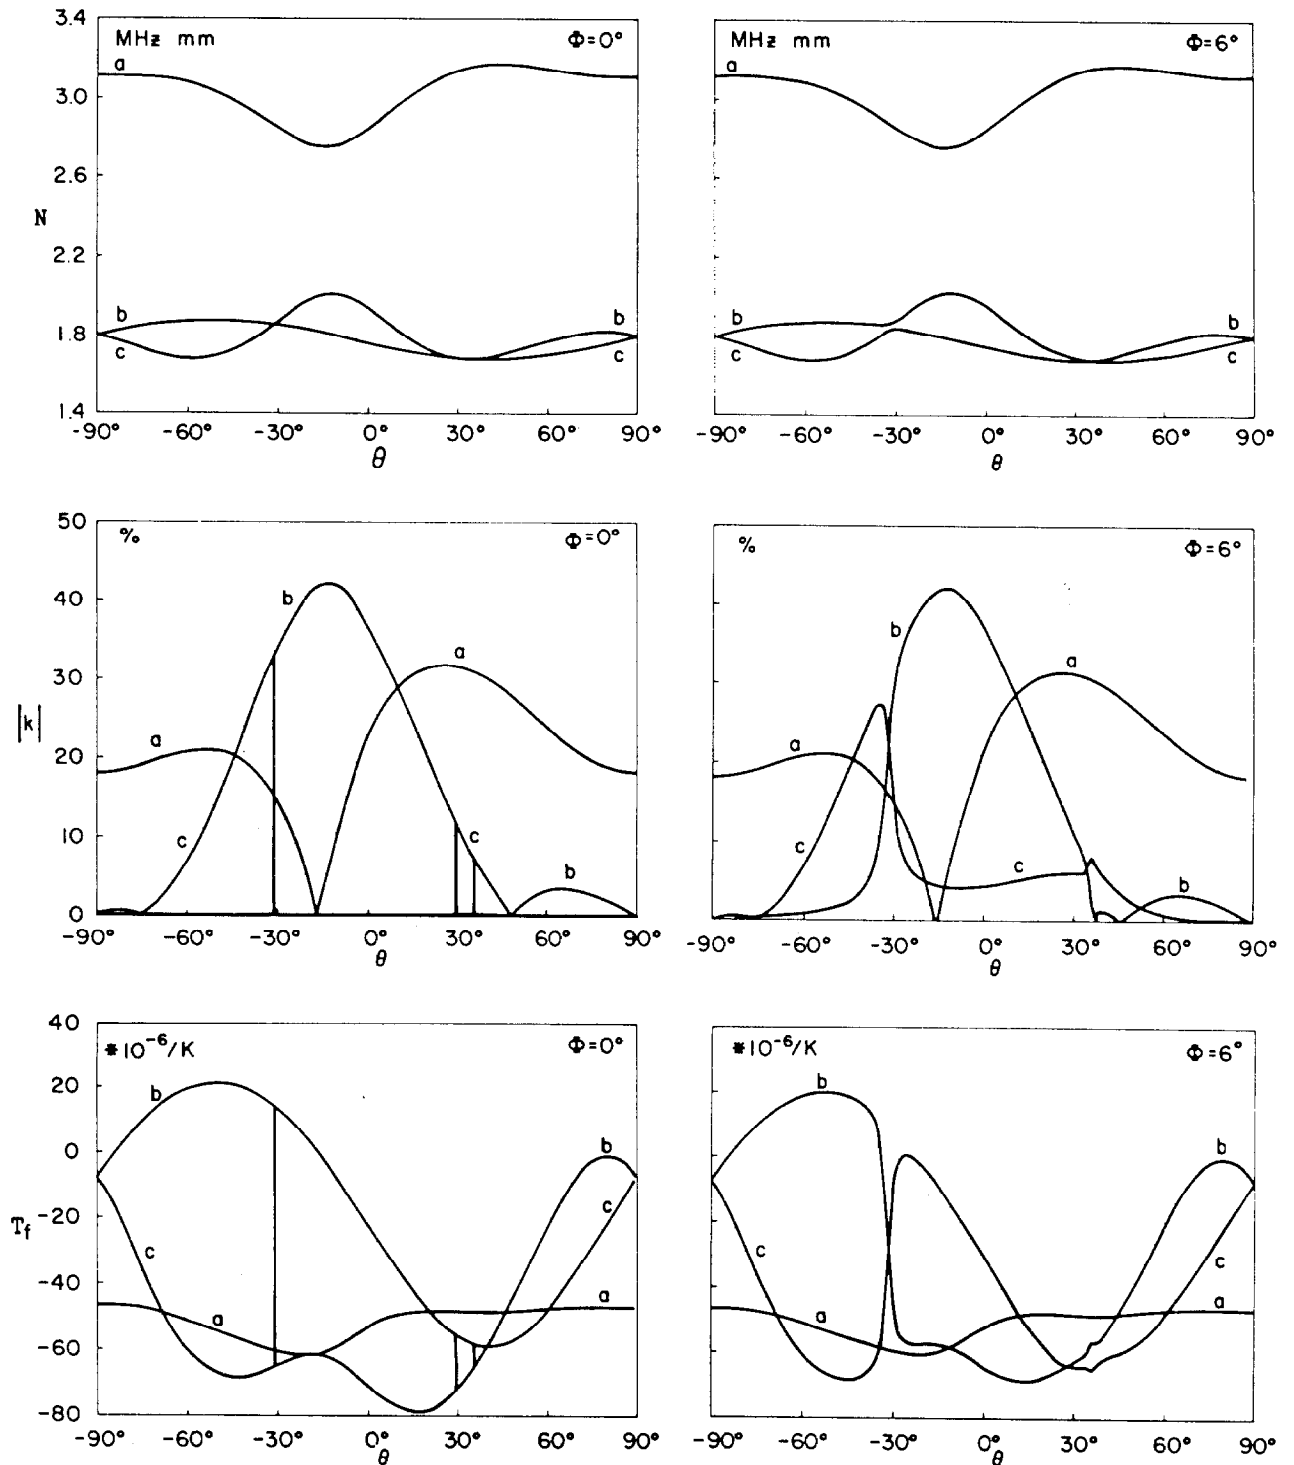 3.4
MHz mm
Φ=0°
a
3.0
2.6
N
2.2
b
b
1.8
c
c
1.4
-90°
-60°
-30°
0°
30°
60°
90°
θ
MHz mm
Φ=6°
a
b
b
c
c
-90°
-60°
-30°
0°
30°
60°
90°
θ
50
%
Φ=0°
40
b
a
30
|k|
a
20
c
10
c
b
0
-90°
-60°
-30°
0°
30°
60°
90°
θ
%
Φ=6°
b
a
a
c
c
b
-90°
-60°
-30°
0°
30°
60°
90°
θ
40
*10⁻⁶/K
Φ=0°
20
b
0
b
-20
c
Tf
c
-40
a
a
-60
-80
-90°
-60°
-30°
0°
30°
60°
90°
θ
*10⁻⁶/K
Φ=6°
b
b
c
c
a
a
-90°
-60°
-30°
0°
30°
60°
90°
θ